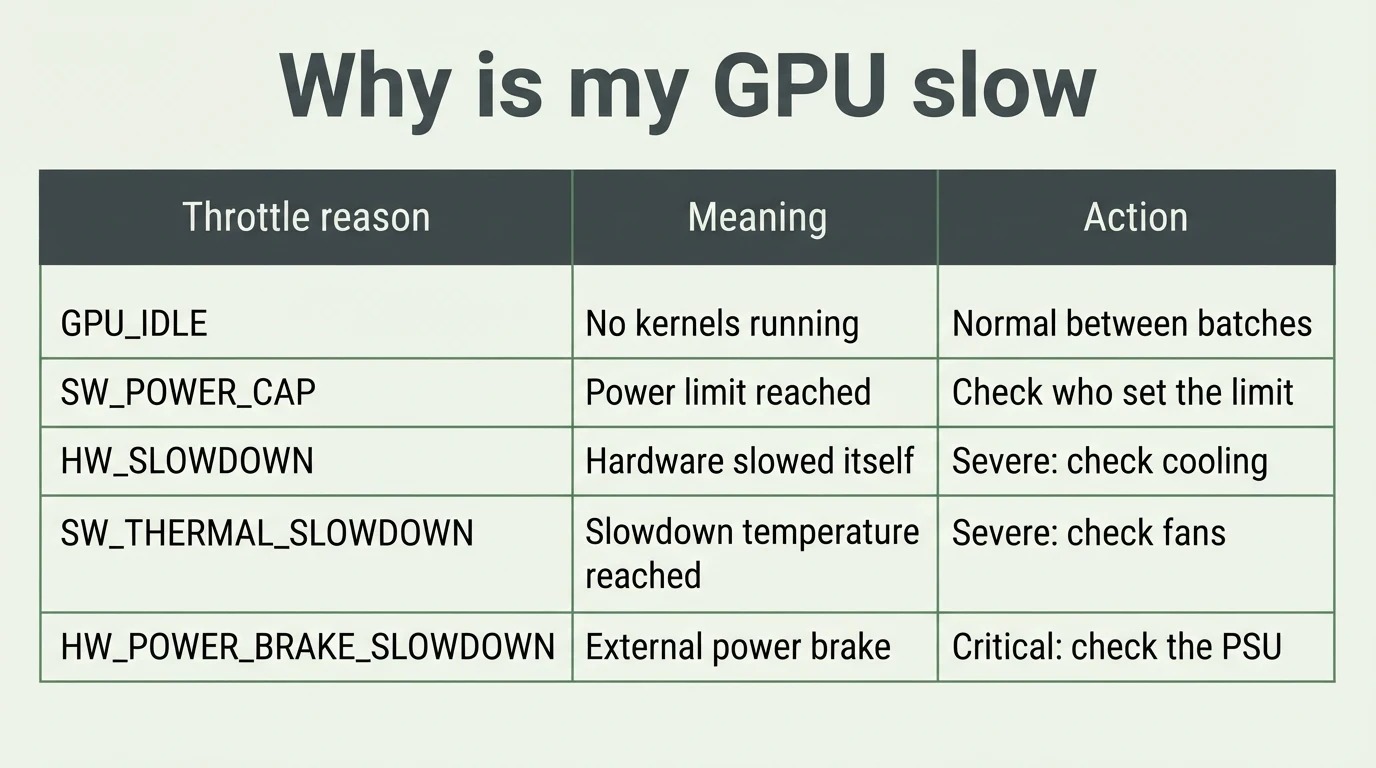 Why is my GPU slow
Throttle reason Meaning Action
GPU_IDLE No kernels running Normal between batches
SW_POWER_CAP Power limit reached Check who set the limit
HW_SLOWDOWN Hardware slowed itself Severe: check cooling
SW_THERMAL_SLOWDOWN Slowdown temperature Severe: check fans
reached
HW_POWER_BRAKE_SLOWDOWN External power brake Critical: check the PSU